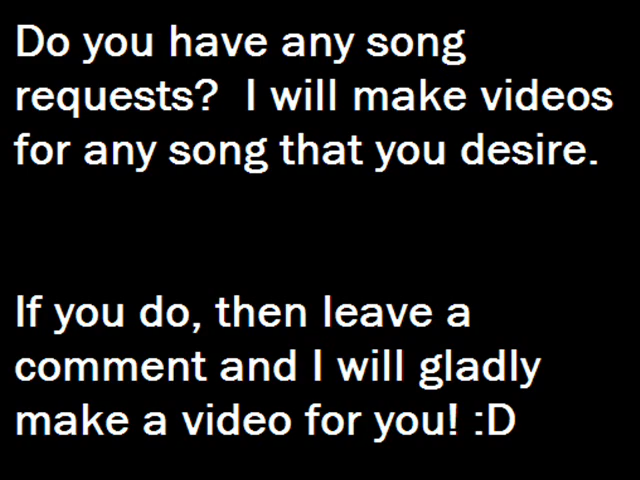 Do you have any song
requests?  I will make videos
for any song that you desire.
If you do, then leave a
comment and I will gladly
make a video for you! :D